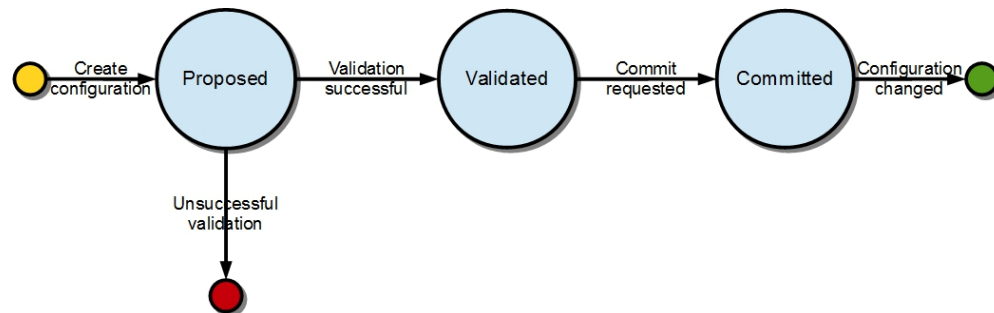 Create
configuration
Proposed
Validation
successful
Validated
Commit
requested
Committed
Configuration
changed
Unsuccessful
validation